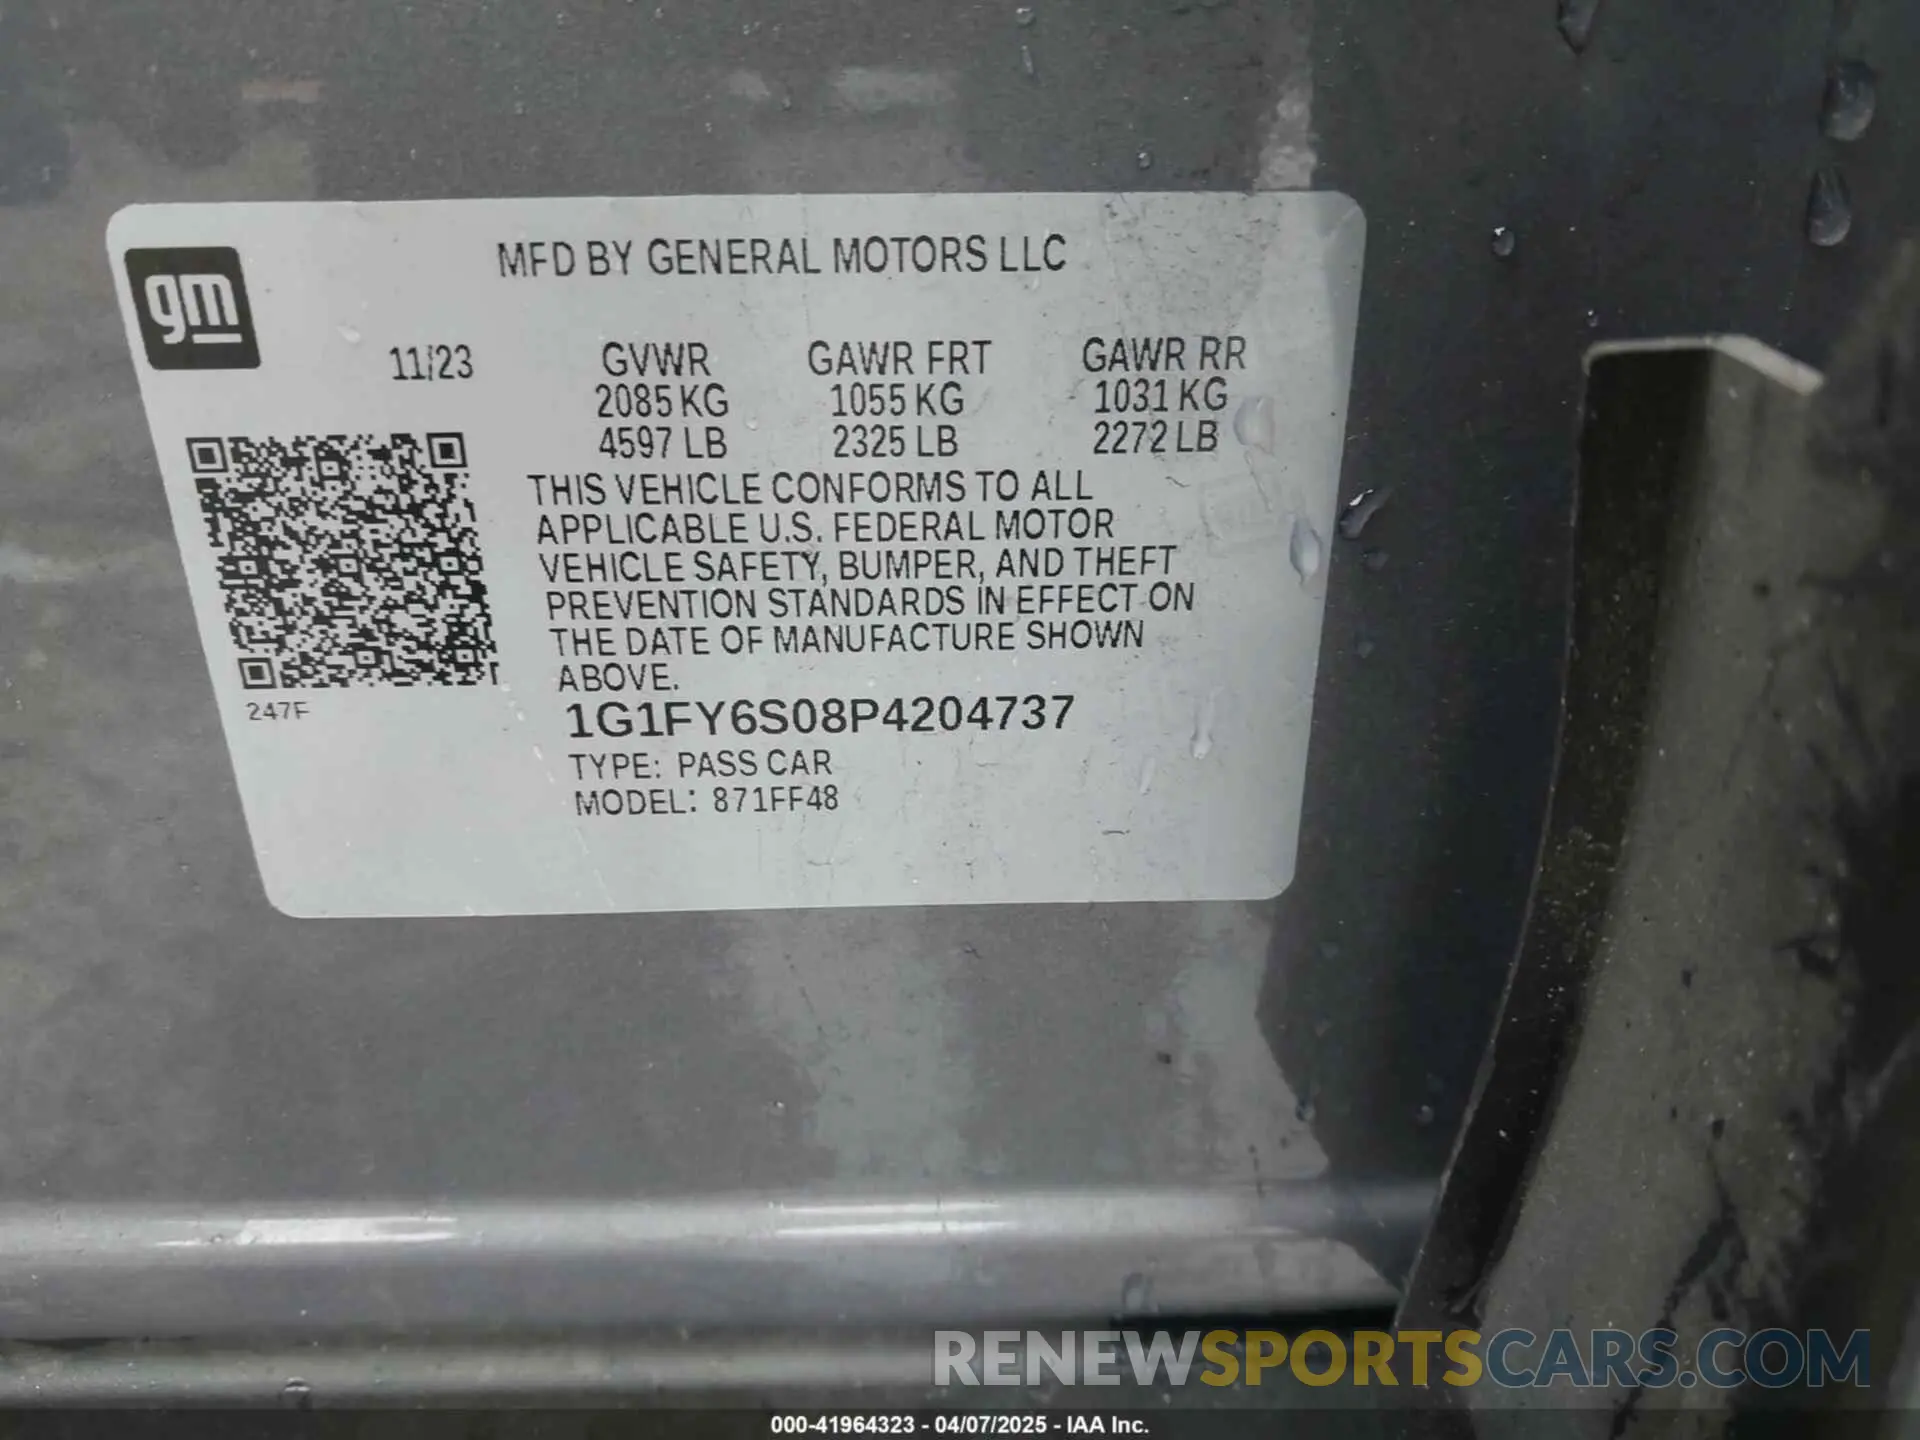 gm
MFD BY GENERAL MOTORS LLC
11/23
GVWR GAWR FRT GAWR RR
2085 KG 1055 KG 1031 KG
4597 LB 2325 LB 2272 LB
THIS VEHICLE CONFORMS TO ALL
APPLICABLE U.S. FEDERAL MOTOR
VEHICLE SAFETY, BUMPER, AND THEFT
PREVENTION STANDARDS IN EFFECT ON
THE DATE OF MANUFACTURE SHOWN
ABOVE.
247F
1G1FY6S08P4204737
TYPE: PASS CAR
MODEL: 871FF48
RENEWSPORTSCARS.COM
000-41964323 - 04/07/2025 - IAA Inc.